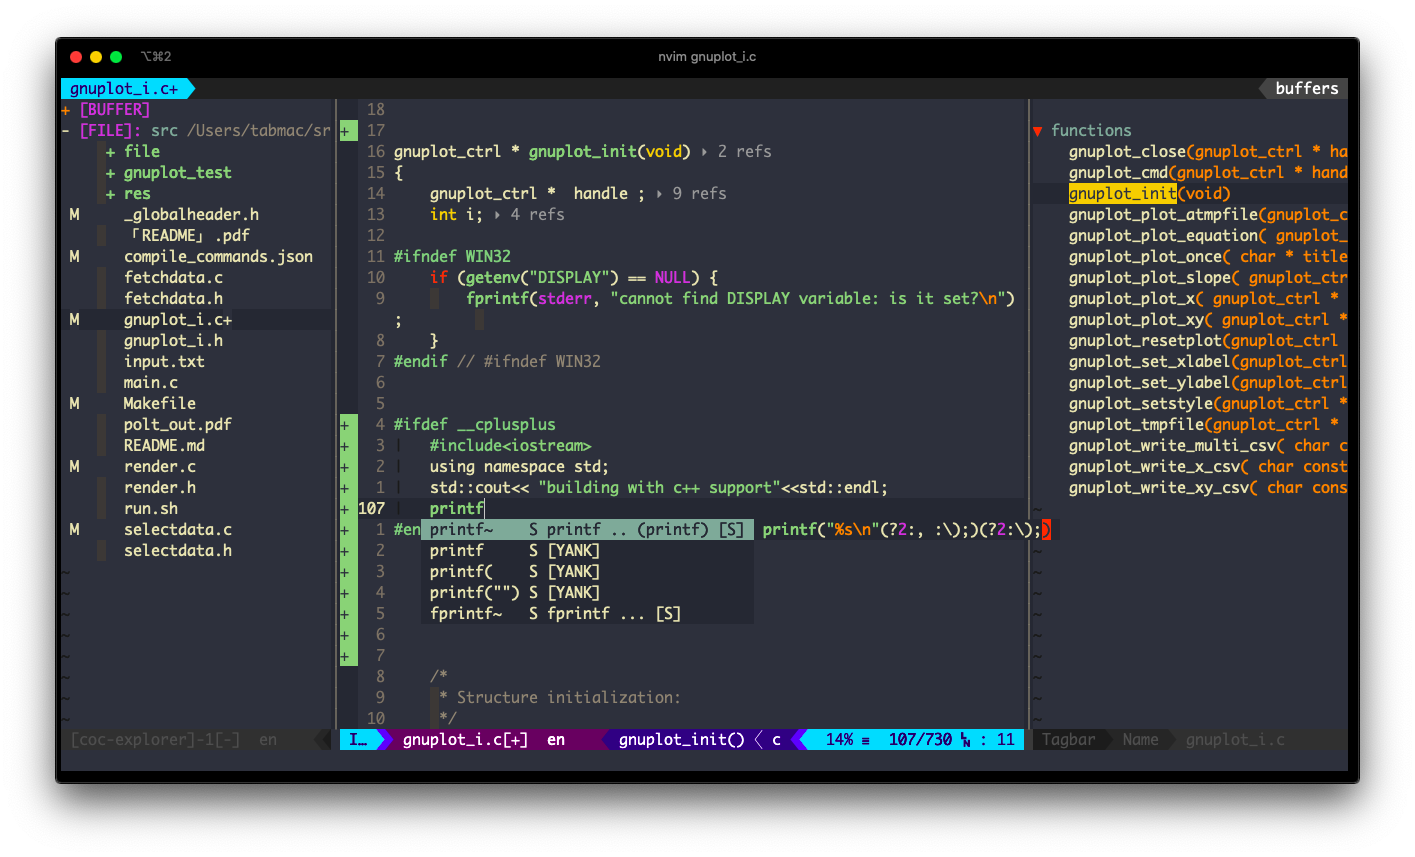 ⌥⌘2
nvim gnuplot_i.c
gnuplot_i.c+
buffers
+ [BUFFER]
- [FILE]: src /Users/tabmac/sr
+ file
+ gnuplot_test
+ res
M _globalheader.h
「README」.pdf
M compile_commands.json
fetchdata.c
fetchdata.h
M gnuplot_i.c+
gnuplot_i.h
input.txt
main.c
M Makefile
polt_out.pdf
README.md
M render.c
render.h
run.sh
M selectdata.c
selectdata.h
~
~
~
~
~
~
~
~
[coc-explorer]-1[-] en
18
+ 17
16 gnuplot_ctrl * gnuplot_init(void) ‣ 2 refs
15 {
14 gnuplot_ctrl * handle ; ‣ 9 refs
13 int i; ‣ 4 refs
12
11 #ifndef WIN32
10 if (getenv("DISPLAY") == NULL) {
9 fprintf(stderr, "cannot find DISPLAY variable: is it set?\n")
;
8 }
7 #endif // #ifndef WIN32
6
5
+ 4 #ifdef __cplusplus
+ 3 | #include<iostream>
+ 2 | using namespace std;
+ 1 | std::cout<< "building with c++ support"<<std::endl;
+ 107 | printf
+ 1 #en printf~ S printf .. (printf) [S] printf("%s\n"(?2:, :\);)(?2:\);)
+ 2 printf S [YANK]
+ 3 printf( S [YANK]
+ 4 printf("") S [YANK]
+ 5 fprintf~ S fprintf ... [S]
+ 6
+ 7
8 /*
9 * Structure initialization:
10 */
I… gnuplot_i.c[+] en gnuplot_init() c 14% ≡ 107/730 ␤ : 11
▼ functions
gnuplot_close(gnuplot_ctrl * ha
gnuplot_cmd(gnuplot_ctrl * hand
gnuplot_init(void)
gnuplot_plot_atmpfile(gnuplot_c
gnuplot_plot_equation( gnuplot_
gnuplot_plot_once( char * title
gnuplot_plot_slope( gnuplot_ctr
gnuplot_plot_x( gnuplot_ctrl *
gnuplot_plot_xy( gnuplot_ctrl *
gnuplot_resetplot(gnuplot_ctrl
gnuplot_set_xlabel(gnuplot_ctrl
gnuplot_set_ylabel(gnuplot_ctrl
gnuplot_setstyle(gnuplot_ctrl *
gnuplot_tmpfile(gnuplot_ctrl *
gnuplot_write_multi_csv( char c
gnuplot_write_x_csv( char const
gnuplot_write_xy_csv( char cons
~
~
~
~
~
~
~
~
~
~
Tagbar Name gnuplot_i.c